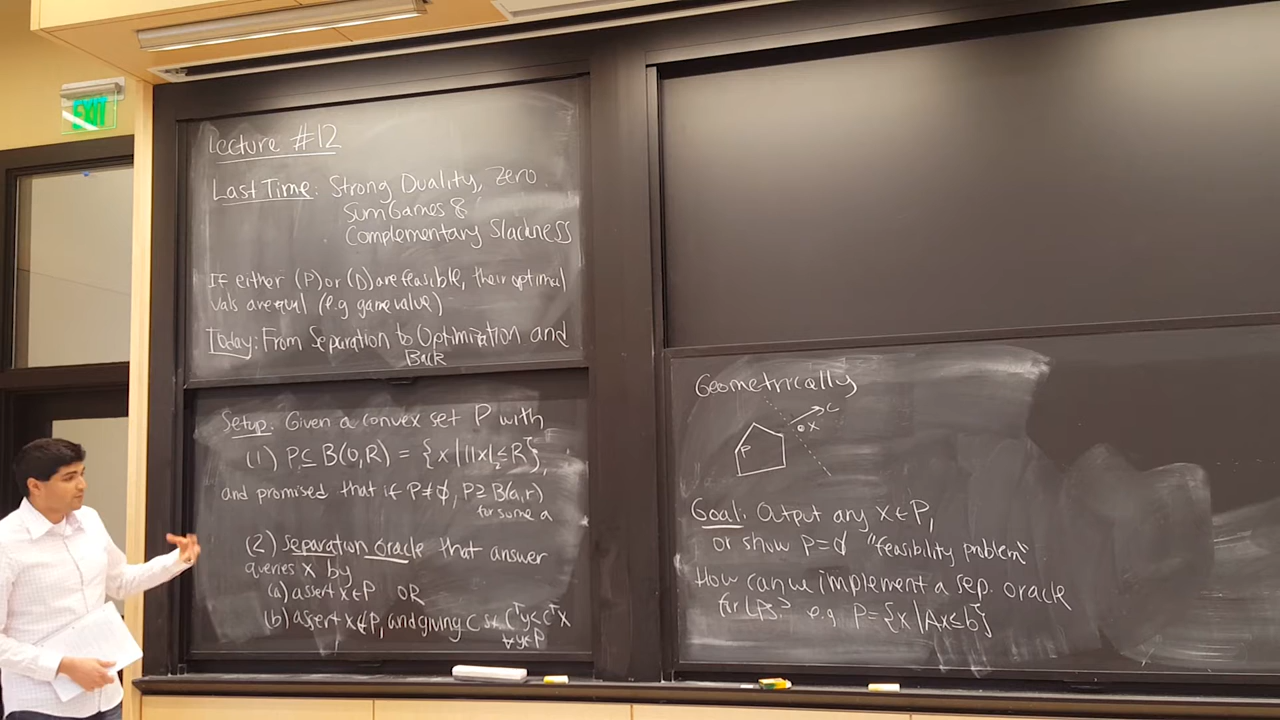 EXIT
Lecture #12
Last Time: Strong Duality, Zero
Sum Games &
Complementary Slackness
If either (P) or (D) are feasible, their optimal
vals are equal (e.g game value)
Today: From Separation to Optimization and
Back
Setup: Given a convex set P with
(1) P ⊆ B(0,R) = {x | ||x||₂ ≤ R},
and promised that if P ≠ ∅, P ⊇ B(a,r)
for some a
(2) separation oracle that answer
queries x by
(a) assert x ∈ P OR
(b) assert x ∉ P, and giving C st Cᵀy < Cᵀx
∀y∈P
Geometrically
C
x
P
Goal: Output any x ∈ P,
or show P = ∅ "feasibility problem"
How can we implement a sep. oracle
for LPs? e.g P = {x | Ax ≤ b}